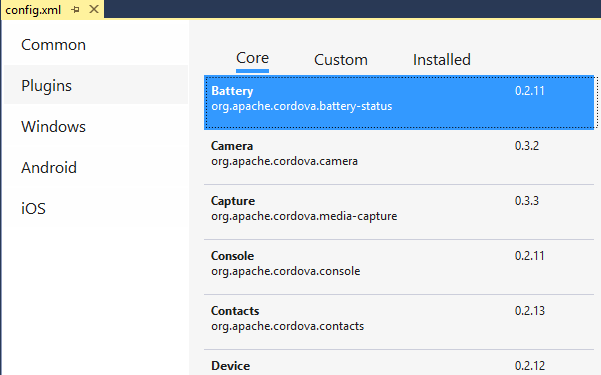 config.xml
Common
Plugins
Windows
Android
iOS
Core Custom Installed
Battery 0.2.11
org.apache.cordova.battery-status
Camera 0.3.2
org.apache.cordova.camera
Capture 0.3.3
org.apache.cordova.media-capture
Console 0.2.11
org.apache.cordova.console
Contacts 0.2.13
org.apache.cordova.contacts
Device 0.2.12